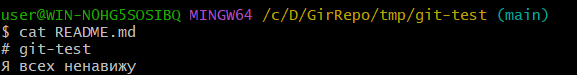 user@WIN-NOHG5SOSIBQ MINGW64 /c/D/GirRepo/tmp/git-test (main)
$ cat README.md
# git-test
Я всех ненавижу